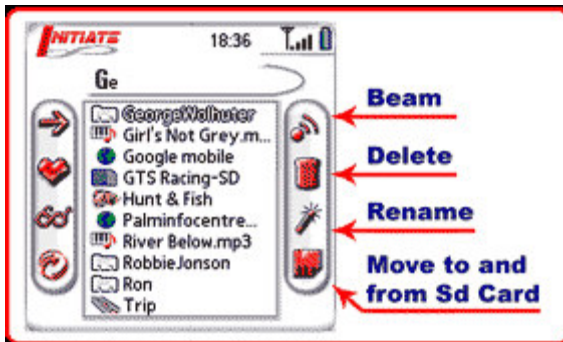 INITIATE 18:36
Ge
GeorgeWolhuter
Girl's Not Grey.m...
Google mobile
GTS Racing-SD
Hunt & Fish
Palminfocentre...
River Below.mp3
RobbieJonson
Ron
Trip
Beam
Delete
Rename
Move to and
from Sd Card